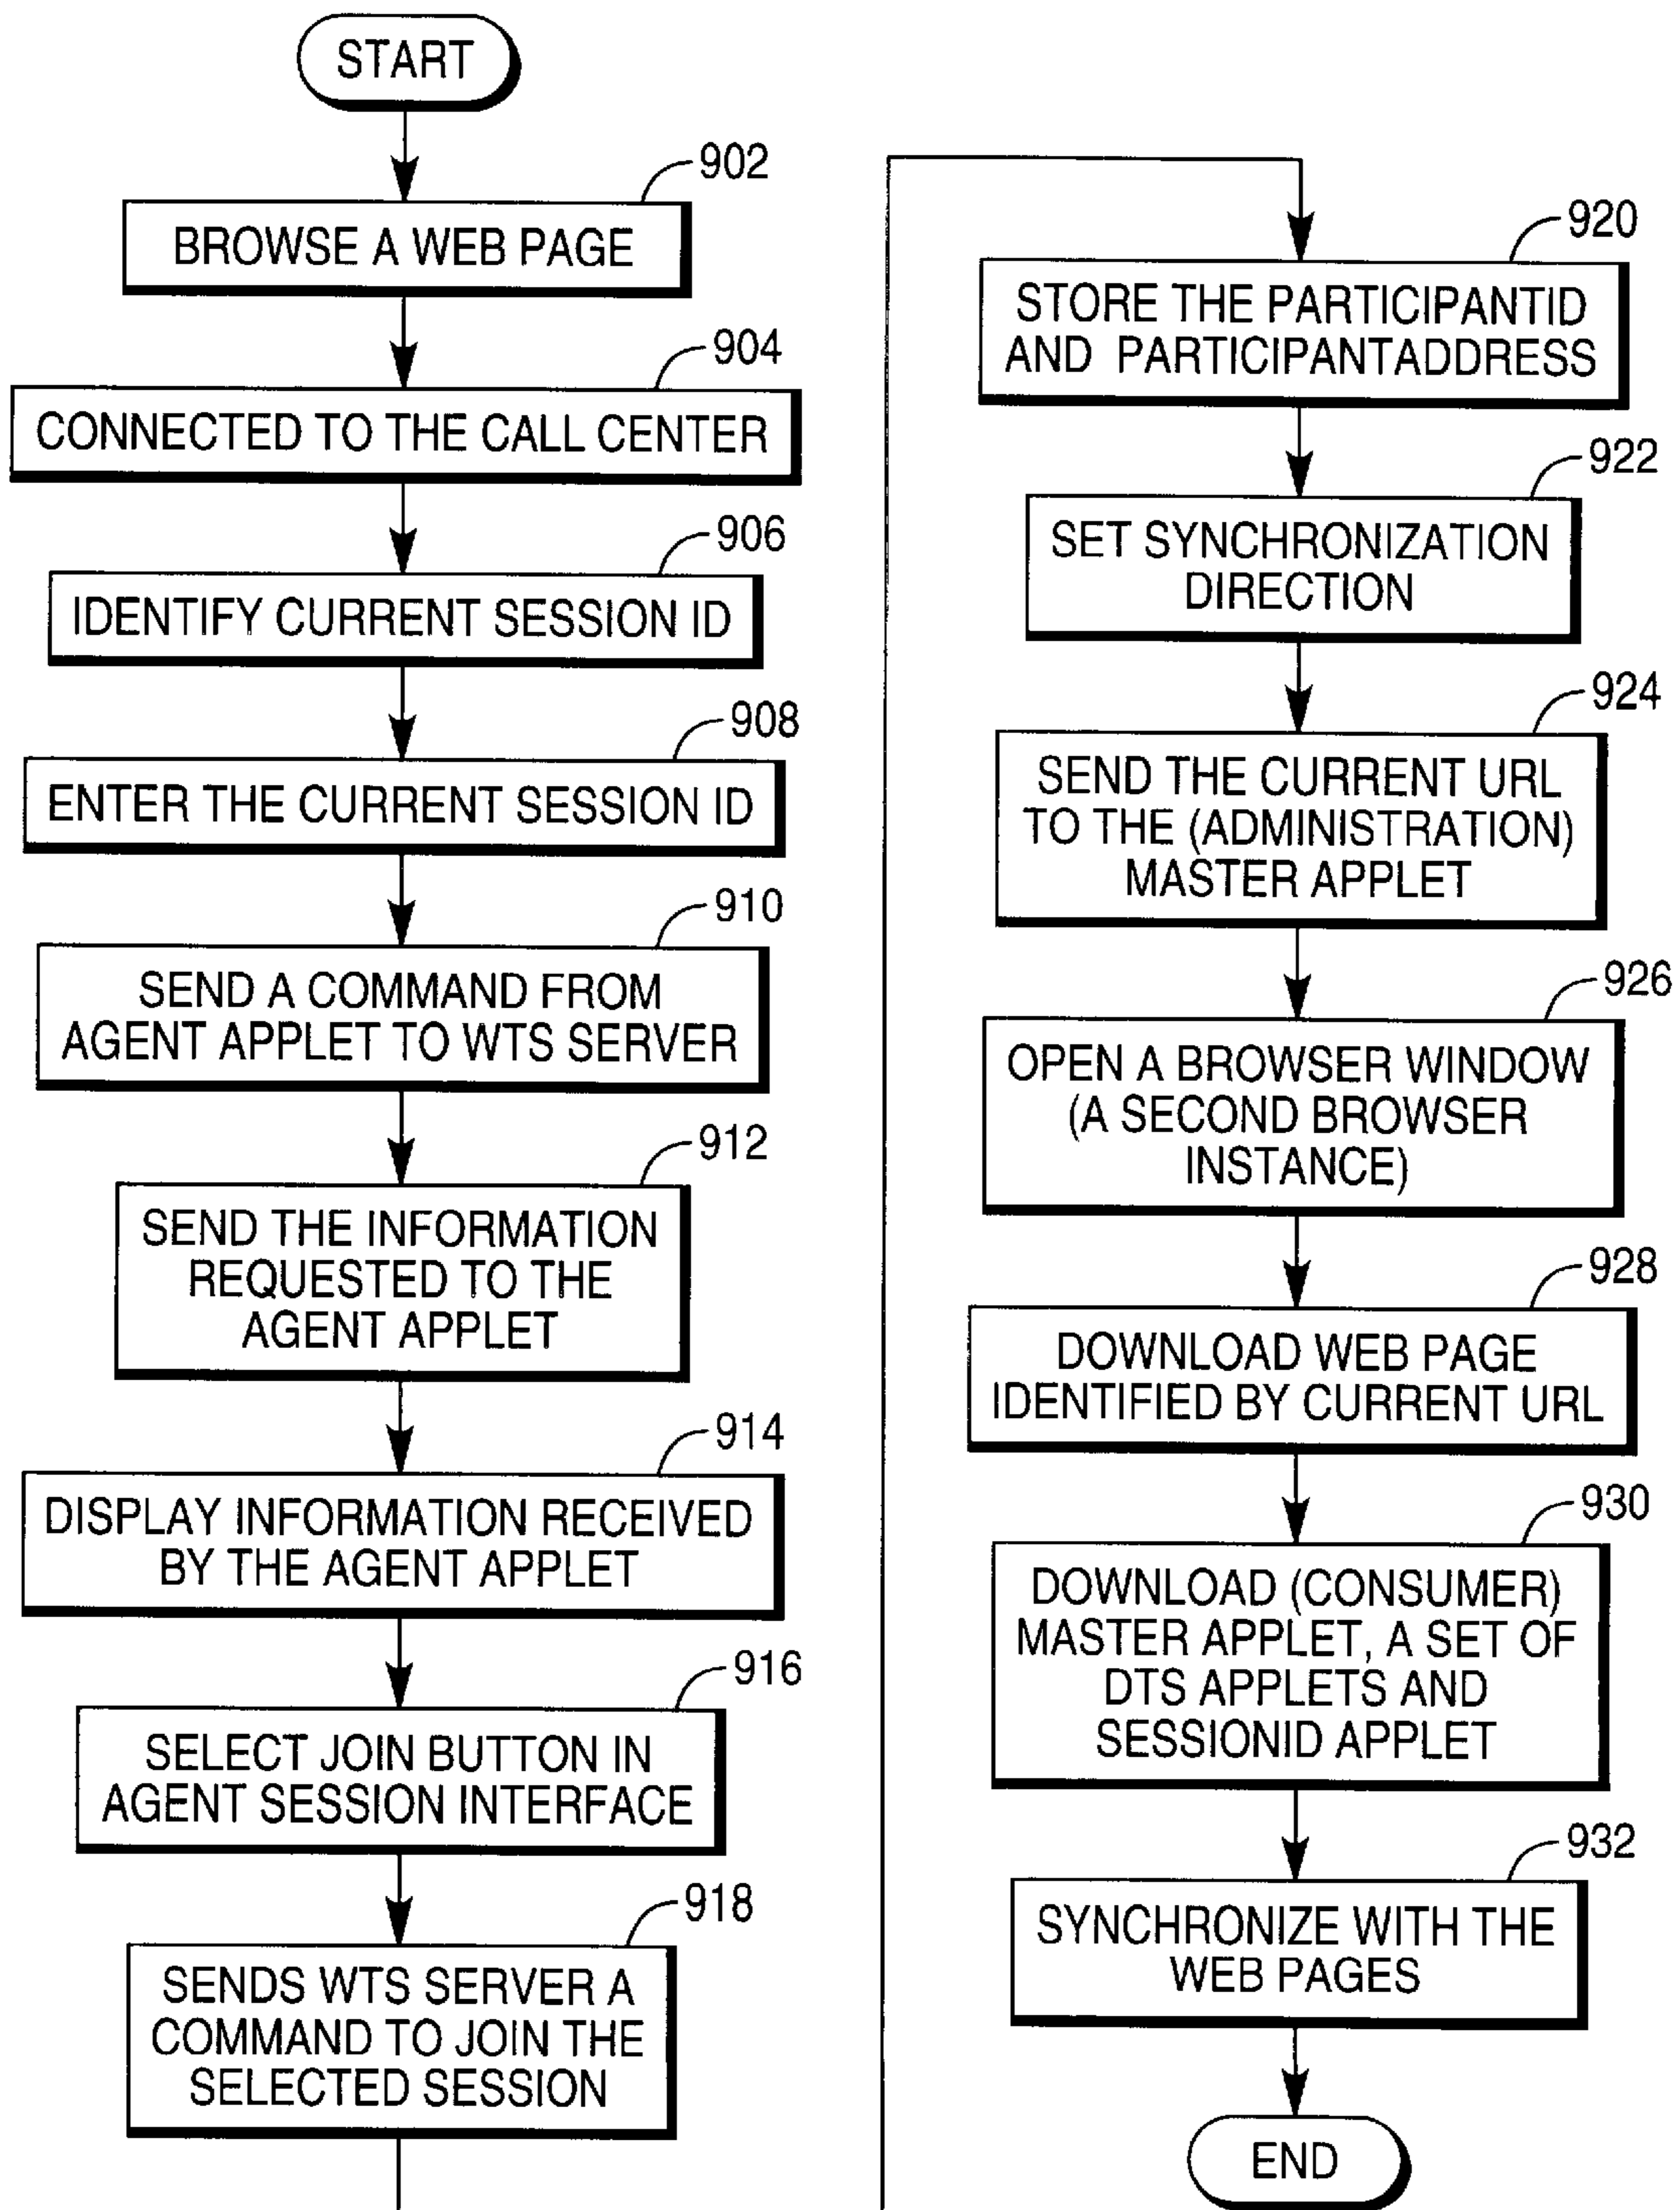 START
902
BROWSE A WEB PAGE
904
CONNECTED TO THE CALL CENTER
906
IDENTIFY CURRENT SESSION ID
908
ENTER THE CURRENT SESSION ID
910
SEND A COMMAND FROM
AGENT APPLET TO WTS SERVER
912
SEND THE INFORMATION
REQUESTED TO THE
AGENT APPLET
914
DISPLAY INFORMATION RECEIVED
BY THE AGENT APPLET
916
SELECT JOIN BUTTON IN
AGENT SESSION INTERFACE
918
SENDS WTS SERVER A
COMMAND TO JOIN THE
SELECTED SESSION
920
STORE THE PARTICIPANTID
AND PARTICIPANTADDRESS
922
SET SYNCHRONIZATION
DIRECTION
924
SEND THE CURRENT URL
TO THE (ADMINISTRATION)
MASTER APPLET
926
OPEN A BROWSER WINDOW
(A SECOND BROWSER
INSTANCE)
928
DOWNLOAD WEB PAGE
IDENTIFIED BY CURRENT URL
930
DOWNLOAD (CONSUMER)
MASTER APPLET, A SET OF
DTS APPLETS AND
SESSIONID APPLET
932
SYNCHRONIZE WITH THE
WEB PAGES
END